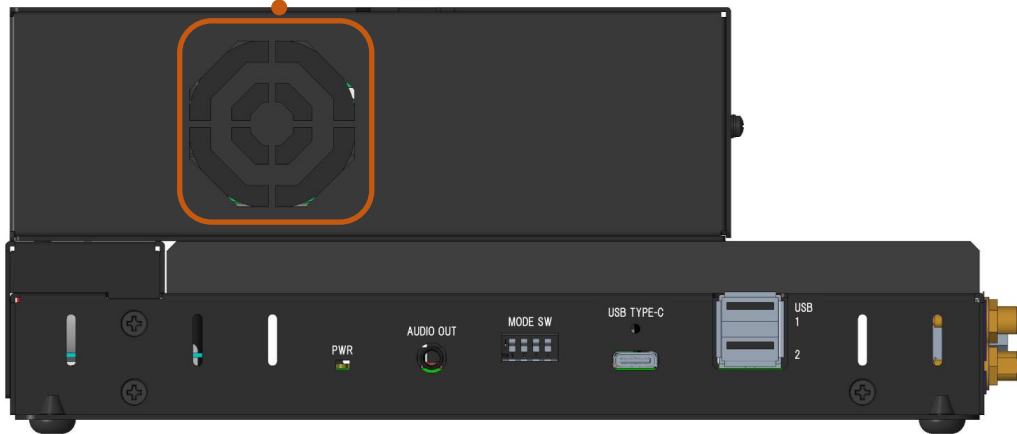 PWR
AUDIO OUT
MODE SW
USB TYPE-C
USB
1
2